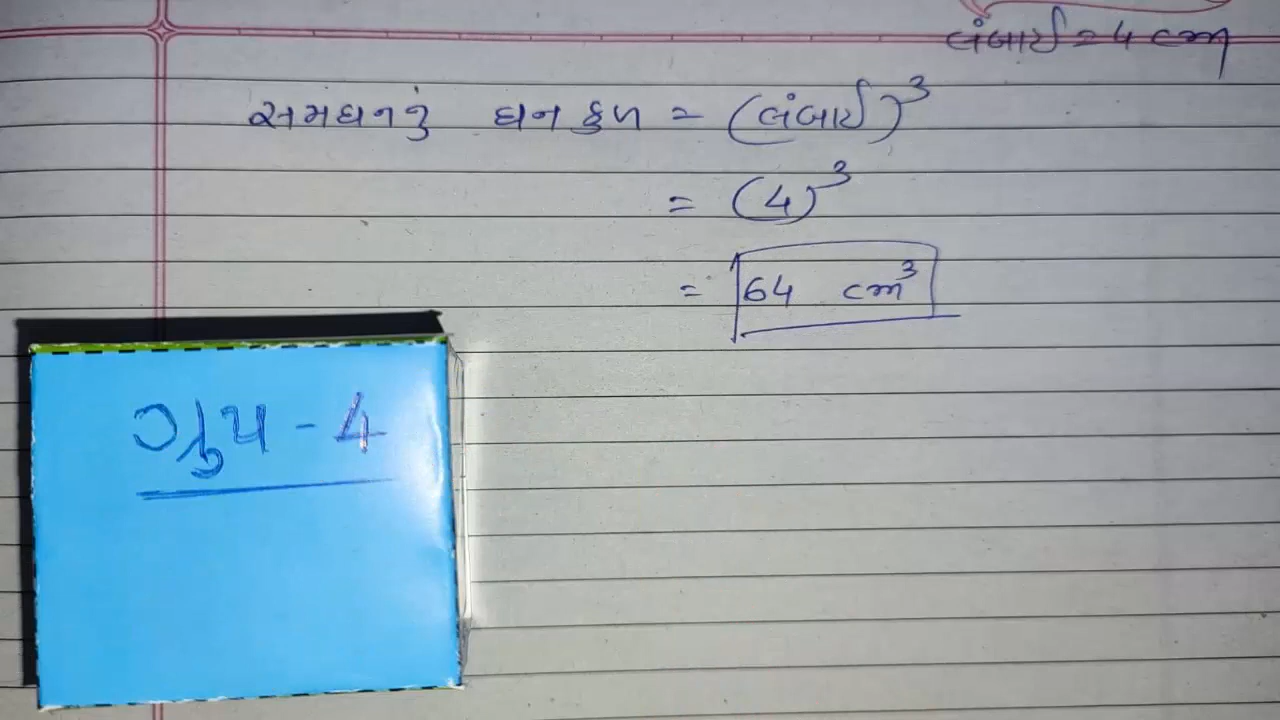 લંબાઈ = 4 cm
સમઘનનું ઘનફળ = (લંબાઈ)³
= (4)³
= 64 cm³
ગ્રુપ - 4